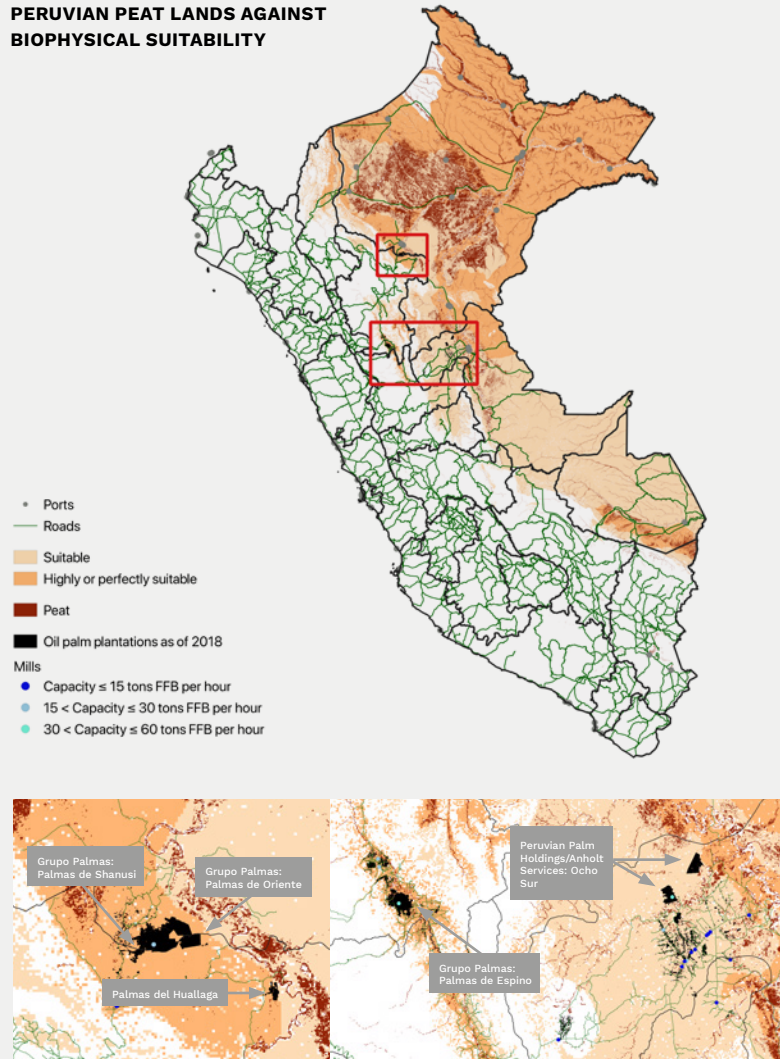 PERUVIAN PEAT LANDS AGAINST
BIOPHYSICAL SUITABILITY
Ports
Roads
Suitable
Highly or perfectly suitable
Peat
Oil palm plantations as of 2018
Mills
Capacity ≤ 15 tons FFB per hour
15 < Capacity ≤ 30 tons FFB per hour
30 < Capacity ≤ 60 tons FFB per hour
Grupo Palmas:
Palmas de Shanusi
Grupo Palmas:
Palmas de Oriente
Palmas del Huallaga
Peruvian Palm
Holdings/Anholt
Services: Ocho
Sur
Grupo Palmas:
Palmas de Espino